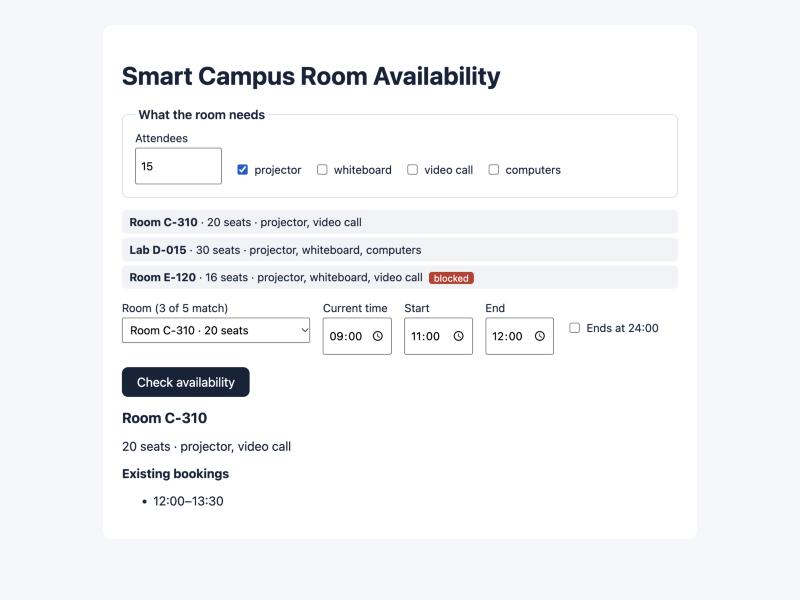 Smart Campus Room Availability
What the room needs
Attendees
15 projector whiteboard video call computers
Room C-310 · 20 seats · projector, video call
Lab D-015 · 30 seats · projector, whiteboard, computers
Room E-120 · 16 seats · projector, whiteboard, video call blocked
Room (3 of 5 match) Current time Start End
Room C-310 · 20 seats 09:00 11:00 12:00 Ends at 24:00
Check availability
Room C-310
20 seats · projector, video call
Existing bookings
• 12:00–13:30